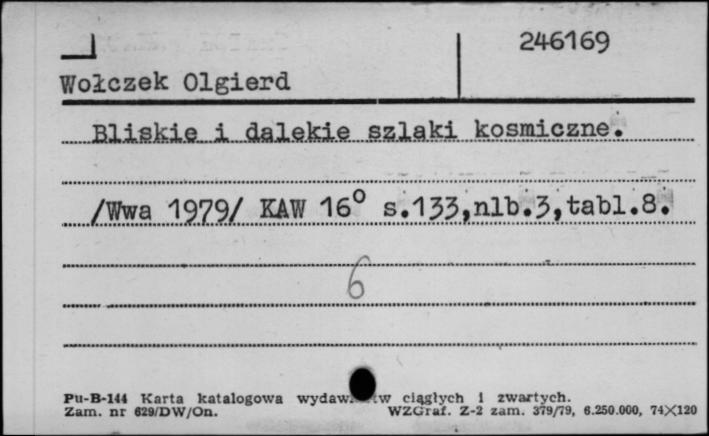 246169
Wołczek Olgierd
Bliskie i dalekie szlaki kosmiczne.
/Wwa 1979/ KAW 16° s.133,nlb.3,tabl.8.
6
Pu-B-144 Karta katalogowa ciągłych i zwartych.
Zam. nr 629/DW/On. WZGraf. Z-2 zam. 379/79, 6.250.000, 74×120